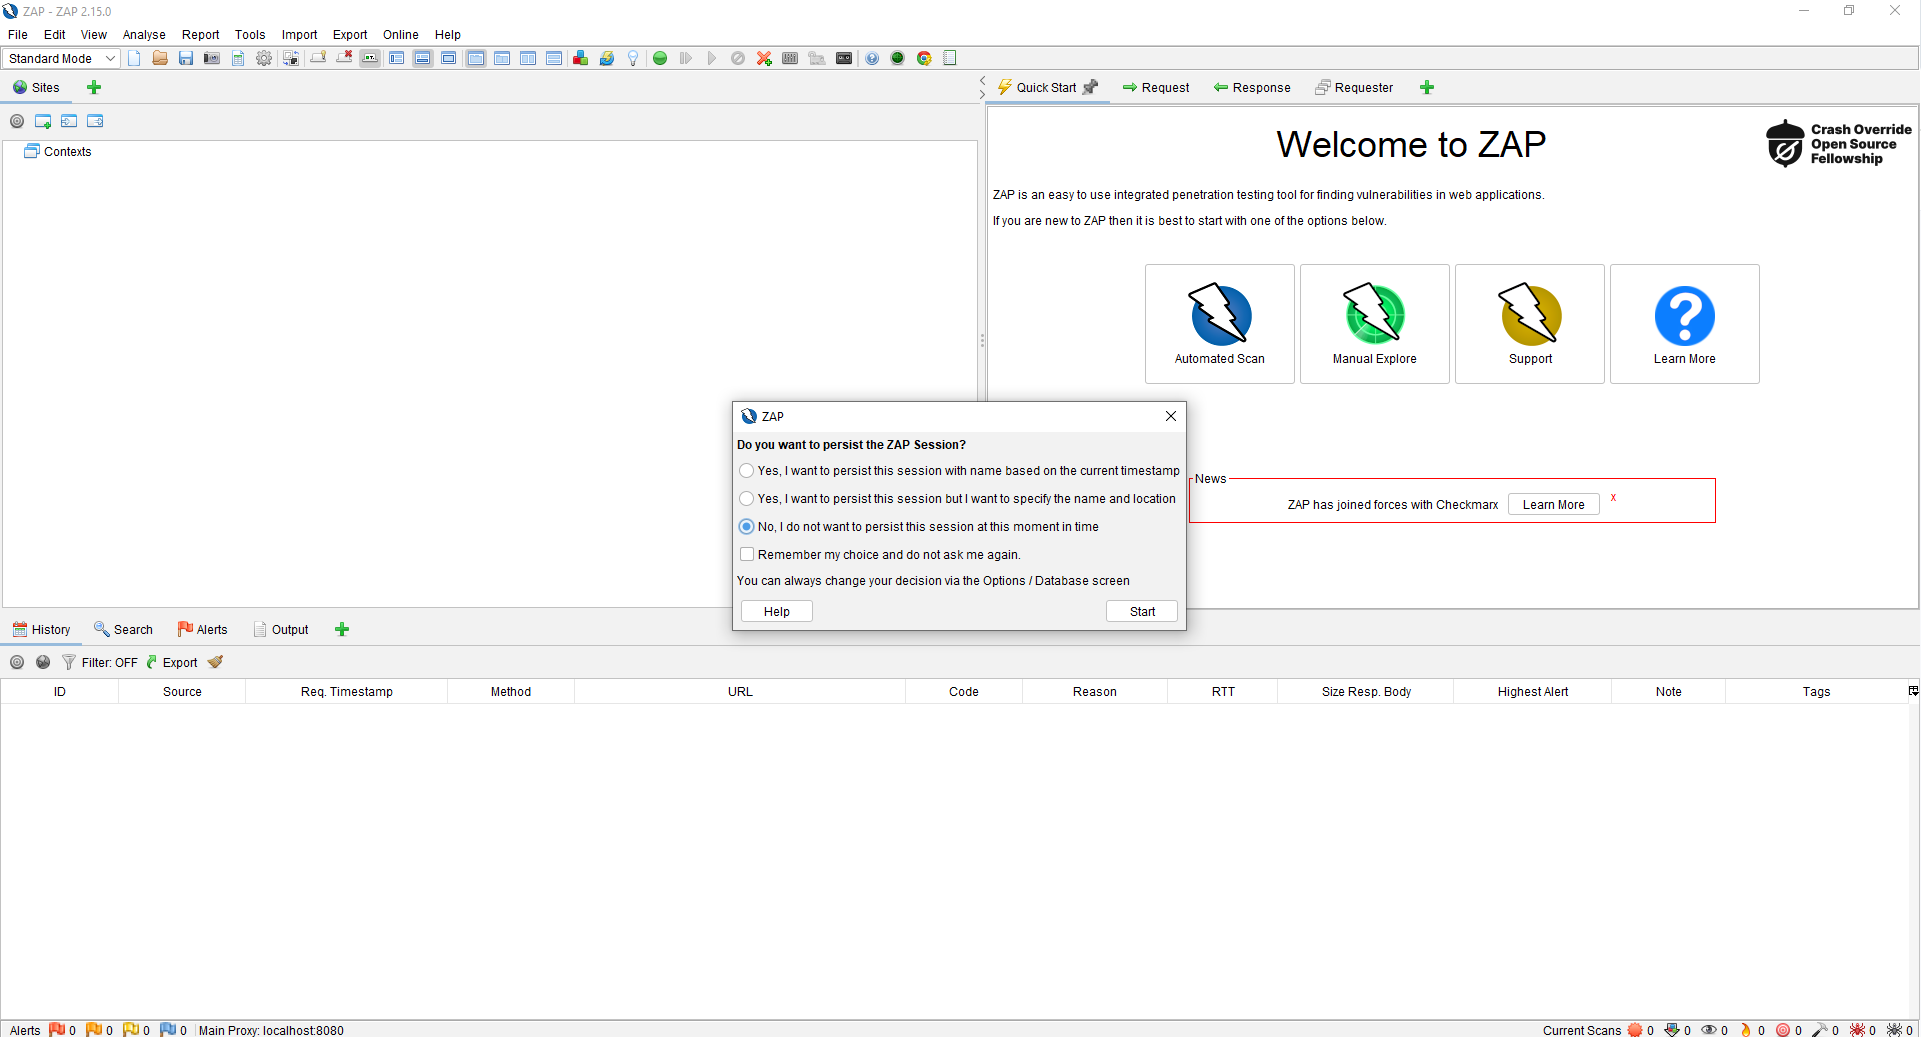 ZAP - ZAP 2.15.0
File Edit View Analyse Report Tools Import Export Online Help
Standard Mode
Sites
Quick Start Request Response Requester
Contexts
Welcome to ZAP
Crash Override
Open Source
Fellowship
ZAP is an easy to use integrated penetration testing tool for finding vulnerabilities in web applications.
If you are new to ZAP then it is best to start with one of the options below.
Automated Scan Manual Explore Support Learn More
ZAP
Do you want to persist the ZAP Session?
Yes, I want to persist this session with name based on the current timestamp
Yes, I want to persist this session but I want to specify the name and location
No, I do not want to persist this session at this moment in time
Remember my choice and do not ask me again.
You can always change your decision via the Options / Database screen
Help Start
News
ZAP has joined forces with Checkmarx Learn More x
History Search Alerts Output
Filter: OFF Export
ID Source Req. Timestamp Method URL Code Reason RTT Size Resp. Body Highest Alert Note Tags
Alerts 0 0 0 0 Main Proxy: localhost:8080 Current Scans 0 0 0 0 0 0 0 0